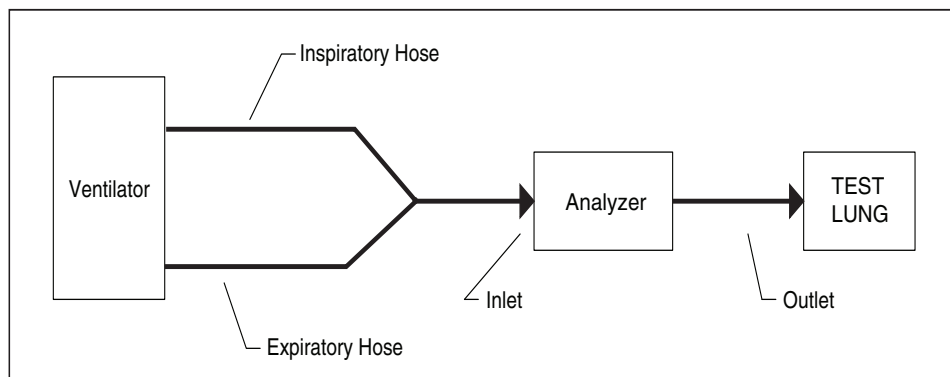 Inspiratory Hose
Ventilator
Analyzer
TEST
LUNG
Inlet
Outlet
Expiratory Hose